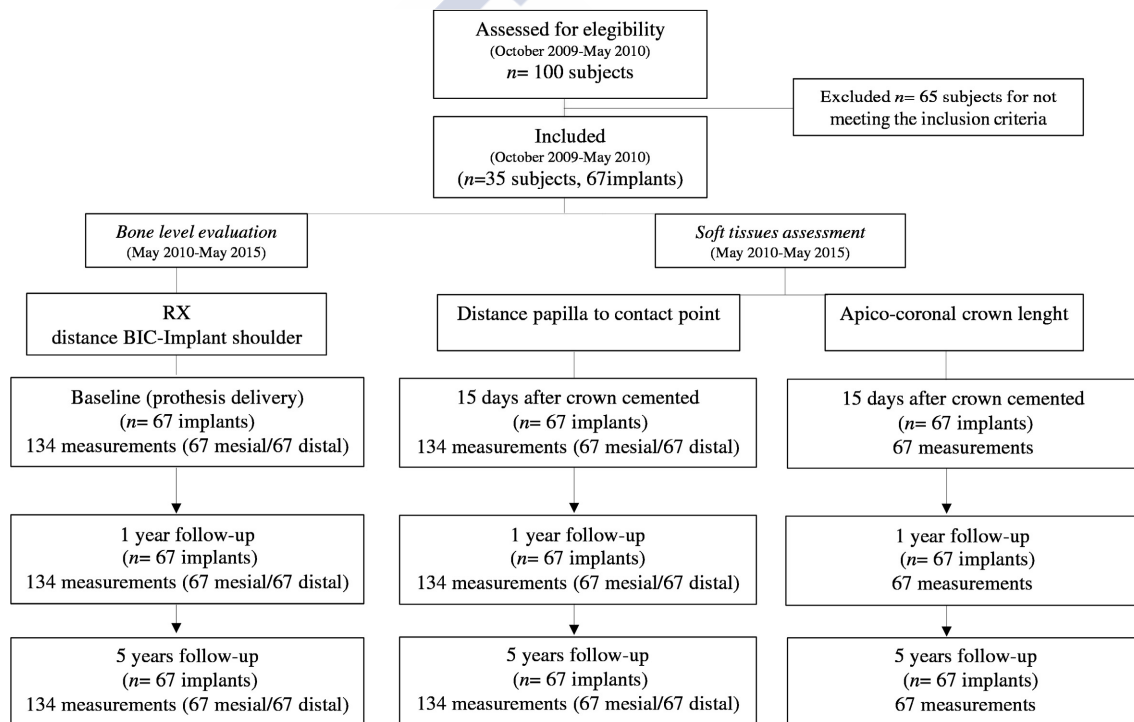 Assessed for elegibility
(October 2009-May 2010)
n= 100 subjects
Excluded n= 65 subjects for not
meeting the inclusion criteria
Included
(October 2009-May 2010)
(n=35 subjects, 67implants)
Bone level evaluation
(May 2010-May 2015)
Soft tissues assessment
(May 2010-May 2015)
RX
distance BIC-Implant shoulder
Distance papilla to contact point
Apico-coronal crown lenght
Baseline (prothesis delivery)
(n= 67 implants)
134 measurements (67 mesial/67 distal)
15 days after crown cemented
(n= 67 implants)
134 measurements (67 mesial/67 distal)
15 days after crown cemented
(n= 67 implants)
67 measurements
1 year follow-up
(n= 67 implants)
134 measurements (67 mesial/67 distal)
1 year follow-up
(n= 67 implants)
134 measurements (67 mesial/67 distal)
1 year follow-up
(n= 67 implants)
67 measurements
5 years follow-up
(n= 67 implants)
134 measurements (67 mesial/67 distal)
5 years follow-up
(n= 67 implants)
134 measurements (67 mesial/67 distal)
5 years follow-up
(n= 67 implants)
67 measurements